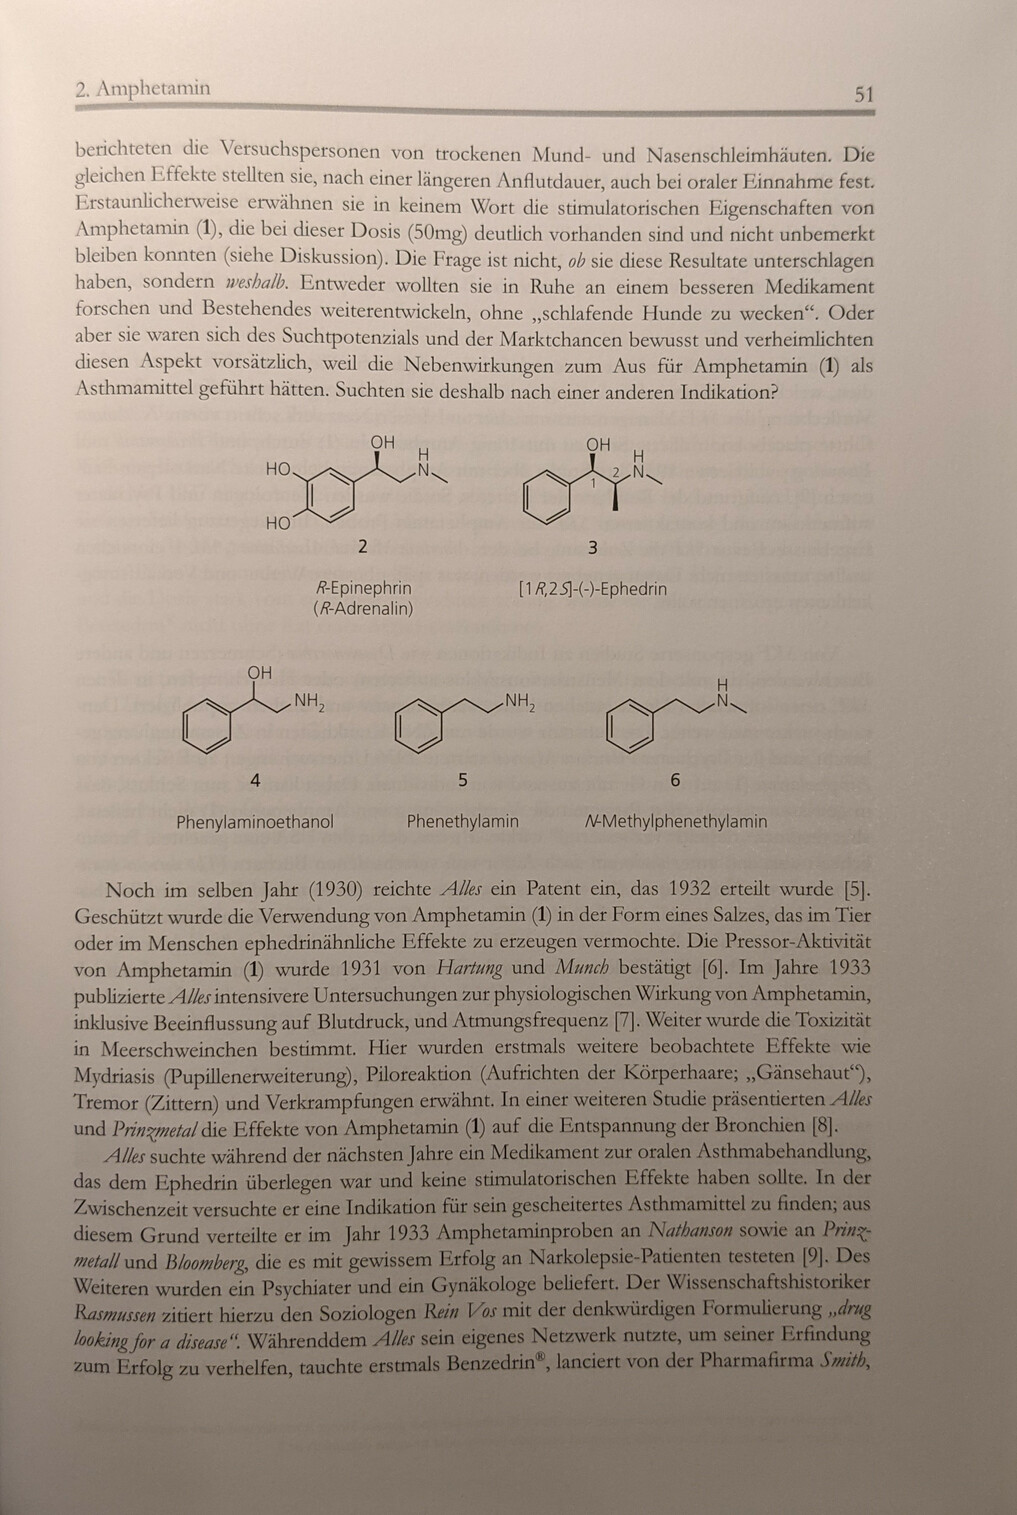 2. Amphetamin 51
berichteten die Versuchspersonen von trockenen Mund- und Nasenschleimhäuten. Die
gleichen Effekte stellten sie, nach einer längeren Anflutdauer, auch bei oraler Einnahme fest.
Erstaunlicherweise erwähnen sie in keinem Wort die stimulatorischen Eigenschaften von
Amphetamin (1), die bei dieser Dosis (50mg) deutlich vorhanden sind und nicht unbemerkt
bleiben konnten (siehe Diskussion). Die Frage ist nicht, ob sie diese Resultate unterschlagen
haben, sondern weshalb. Entweder wollten sie in Ruhe an einem besseren Medikament
forschen und Bestehendes weiterentwickeln, ohne „schlafende Hunde zu wecken“. Oder
aber sie waren sich des Suchtpotenzials und der Marktchancen bewusst und verheimlichten
diesen Aspekt vorsätzlich, weil die Nebenwirkungen zum Aus für Amphetamin (1) als
Asthmamittel geführt hätten. Suchten sie deshalb nach einer anderen Indikation?
OH
HO
H
N
HO
2
R-Epinephrin
(R-Adrenalin)
OH
H
N
1
2
3
[1R,2S]-(-)-Ephedrin
OH
NH2
4
Phenylaminoethanol
NH2
5
Phenethylamin
H
N
6
N-Methylphenethylamin
Noch im selben Jahr (1930) reichte Alles ein Patent ein, das 1932 erteilt wurde [5].
Geschützt wurde die Verwendung von Amphetamin (1) in der Form eines Salzes, das im Tier
oder im Menschen ephedrinähnliche Effekte zu erzeugen vermochte. Die Pressor-Aktivität
von Amphetamin (1) wurde 1931 von Hartung und Munch bestätigt [6]. Im Jahre 1933
publizierte Alles intensivere Untersuchungen zur physiologischen Wirkung von Amphetamin,
inklusive Beeinflussung auf Blutdruck, und Atmungsfrequenz [7]. Weiter wurde die Toxizität
in Meerschweinchen bestimmt. Hier wurden erstmals weitere beobachtete Effekte wie
Mydriasis (Pupillenerweiterung), Piloreaktion (Aufrichten der Körperhaare; „Gänsehaut“),
Tremor (Zittern) und Verkrampfungen erwähnt. In einer weiteren Studie präsentierten Alles
und Prinzmetal die Effekte von Amphetamin (1) auf die Entspannung der Bronchien [8].
Alles suchte während der nächsten Jahre ein Medikament zur oralen Asthmabehandlung,
das dem Ephedrin überlegen war und keine stimulatorischen Effekte haben sollte. In der
Zwischenzeit versuchte er eine Indikation für sein gescheitertes Asthmamittel zu finden; aus
diesem Grund verteilte er im Jahr 1933 Amphetaminproben an Nathanson sowie an Prinz-
metall und Bloomberg, die es mit gewissem Erfolg an Narkolepsie-Patienten testeten [9]. Des
Weiteren wurden ein Psychiater und ein Gynäkologe beliefert. Der Wissenschaftshistoriker
Rasmussen zitiert hierzu den Soziologen Rein Vos mit der denkwürdigen Formulierung „drug
looking for a disease“. Währenddem Alles sein eigenes Netzwerk nutzte, um seiner Erfindung
zum Erfolg zu verhelfen, tauchte erstmals Benzedrin®, lanciert von der Pharmafirma Smith,